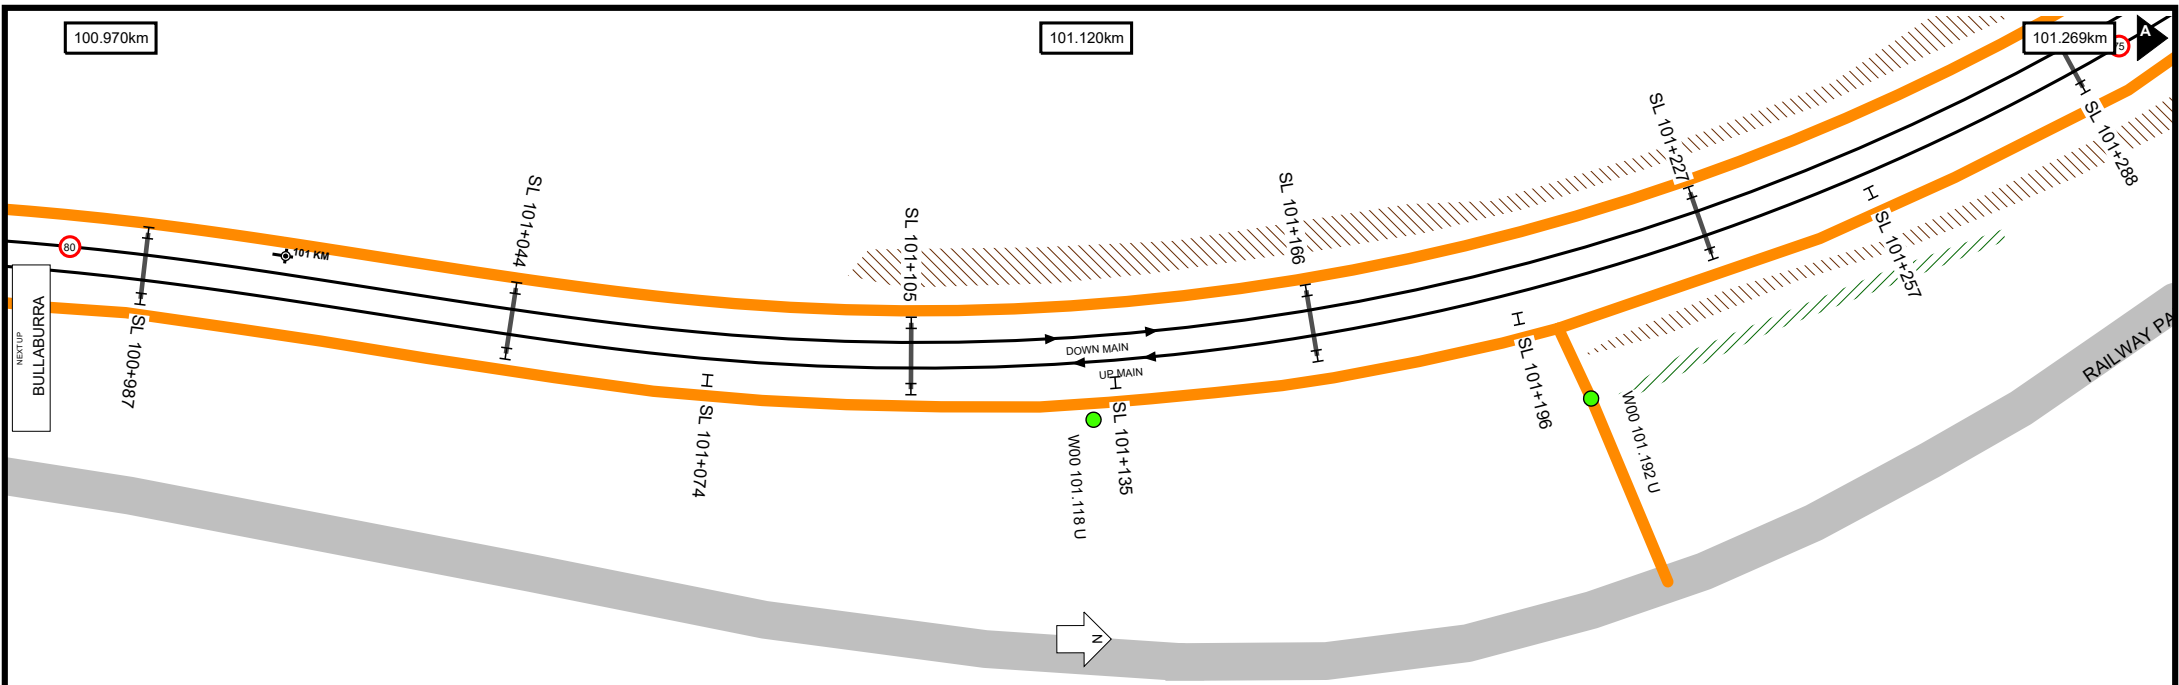 100.970km
101.120km
101.269km
A
75
SL 101+227
SL 101+288
SL 101+044
SL 101+166
SL 101+105
80
101 KM
SL 101+257
NEXT UP
BULLABURRA
SL 100+987
DOWN MAIN
UP MAIN
SL 101+074
SL 101+135
W00 101.118 U
SL 101+196
W00 101.192 U
RAILWAY PA
N